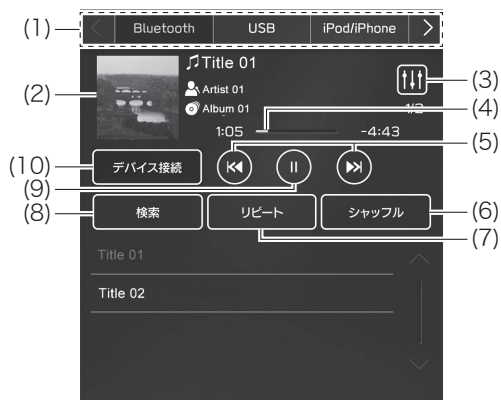 (1) Bluetooth USB iPod/iPhone
Title 01
(2) Artist 01 (3)
Album 01 1/2 (4)
1:05 -4:43
(5)
(10) デバイス接続
(9)
(8) 検索 リピート シャッフル (6)
(7)
Title 01
Title 02